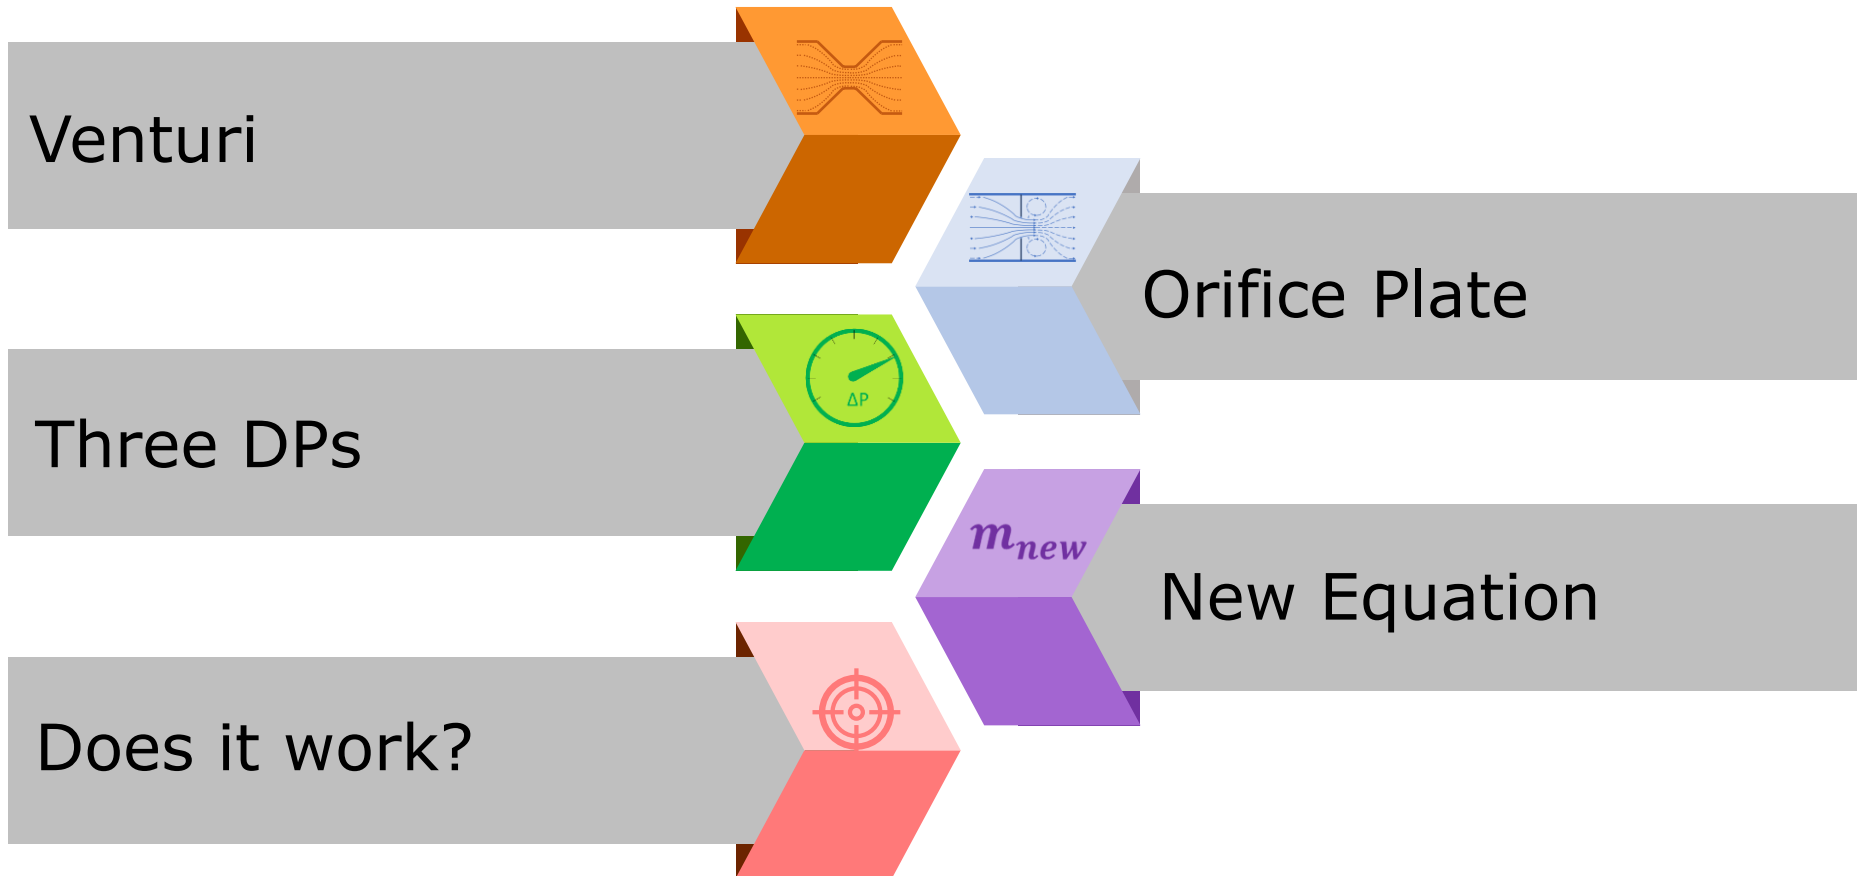 Venturi
Orifice Plate
Three DPs
ΔP
New Equation
m_new
Does it work?